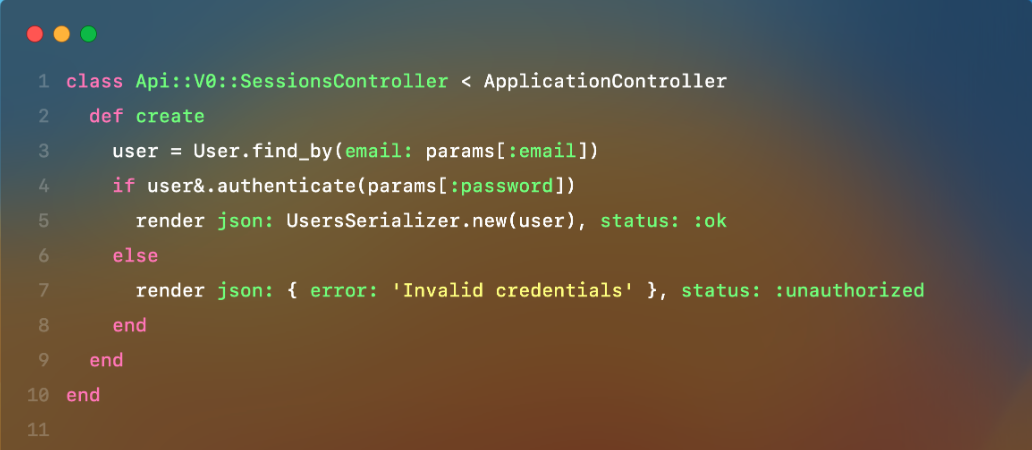 1 class Api::V0::SessionsController < ApplicationController
2   def create
3     user = User.find_by(email: params[:email])
4     if user&.authenticate(params[:password])
5       render json: UsersSerializer.new(user), status: :ok
6     else
7       render json: { error: 'Invalid credentials' }, status: :unauthorized
8     end
9   end
10 end
11